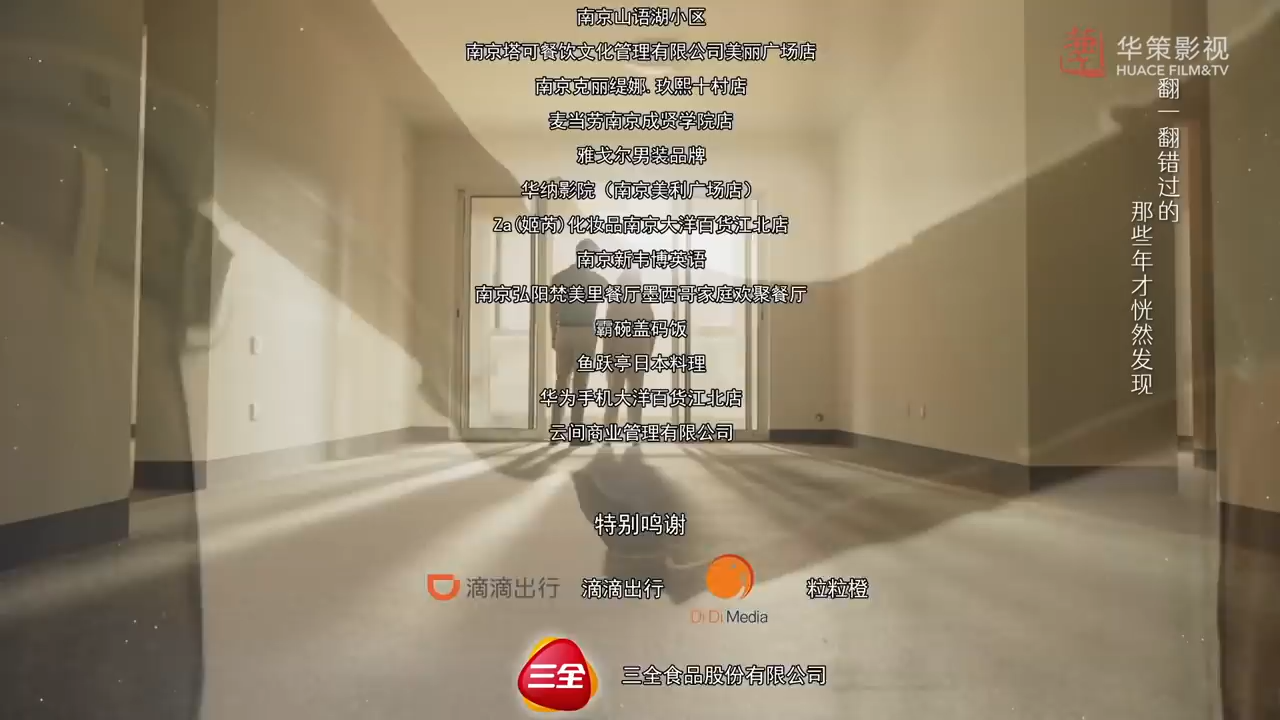 南京山语湖小区
南京塔可餐饮文化管理有限公司美丽广场店
南京克丽缇娜.玖熙十村店
麦当劳南京成贤学院店
雅戈尔男装品牌
华纳影院（南京美利广场店）
Za(姬芮)化妆品南京大洋百货江北店
南京新韦博英语
南京弘阳梵美里餐厅墨西哥家庭欢聚餐厅
霸碗盖码饭
鱼跃亭日本料理
华为手机大洋百货江北店
云间商业管理有限公司
特别鸣谢
滴滴出行 滴滴出行 粒粒橙
DiDi Media
三全 三全食品股份有限公司
华策影视
HUACE FILM&TV
翻一翻错过的
那些年才恍然发现